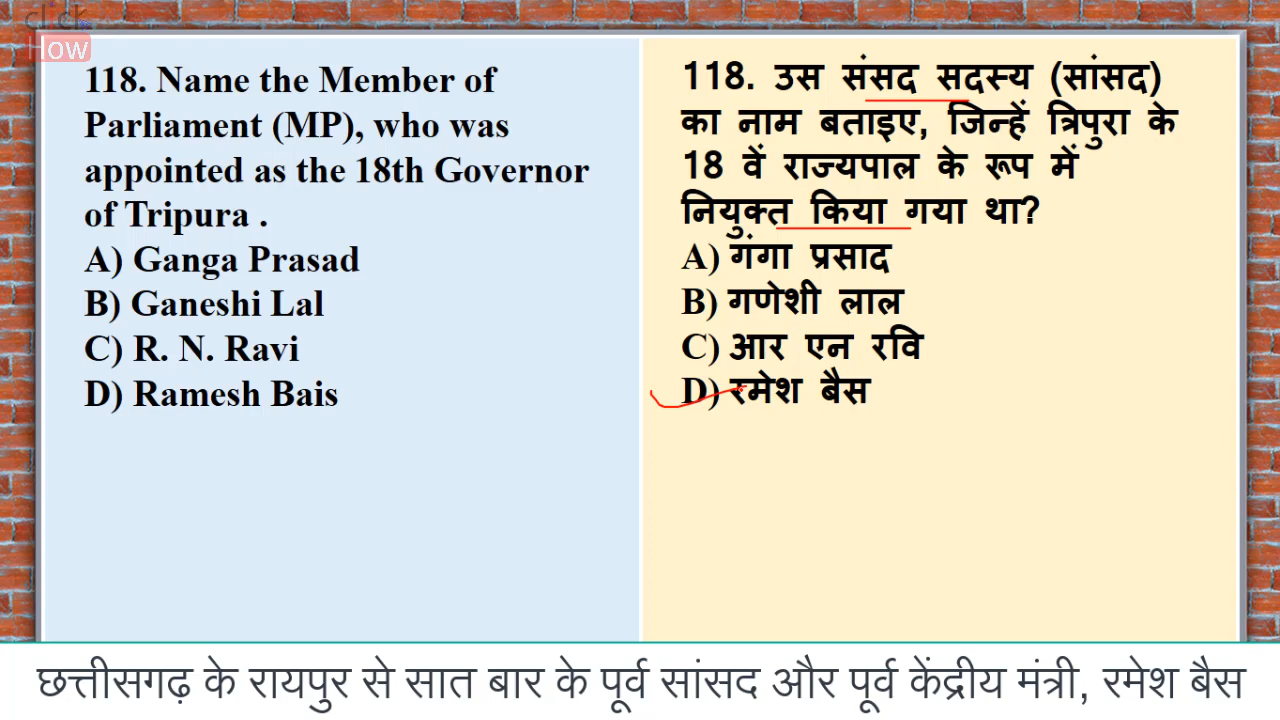 click
How
118. Name the Member of
Parliament (MP), who was
appointed as the 18th Governor
of Tripura .
A) Ganga Prasad
B) Ganeshi Lal
C) R. N. Ravi
D) Ramesh Bais
118. उस संसद सदस्य (सांसद)
का नाम बताइए, जिन्हें त्रिपुरा के
18 वें राज्यपाल के रूप में
नियुक्त किया गया था?
A) गंगा प्रसाद
B) गणेशी लाल
C) आर एन रवि
D) रमेश बैस
छत्तीसगढ़ के रायपुर से सात बार के पूर्व सांसद और पूर्व केंद्रीय मंत्री, रमेश बैस